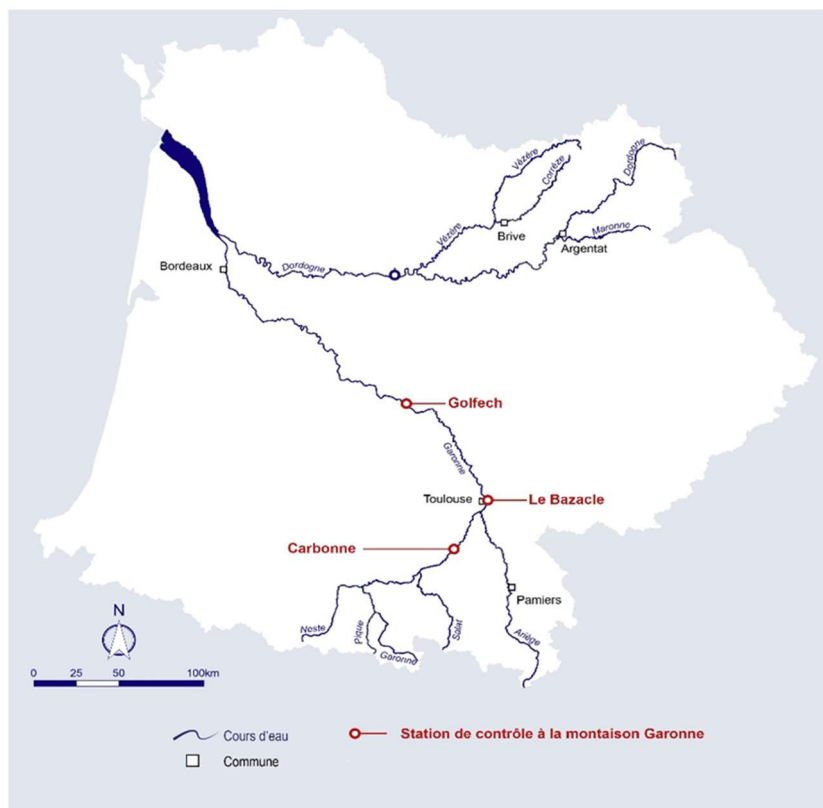 Vézère
Corrèze
Dordogne
Vézère
Brive
Maronne
Argentat
Bordeaux
Dordogne
Golfech
Garonne
Toulouse
Le Bazacle
Carbonne
Pamiers
N
Neste
Pique
Salat
Ariège
Garonne
0 25 50 100km
Cours d'eau
Station de contrôle à la montaison Garonne
Commune